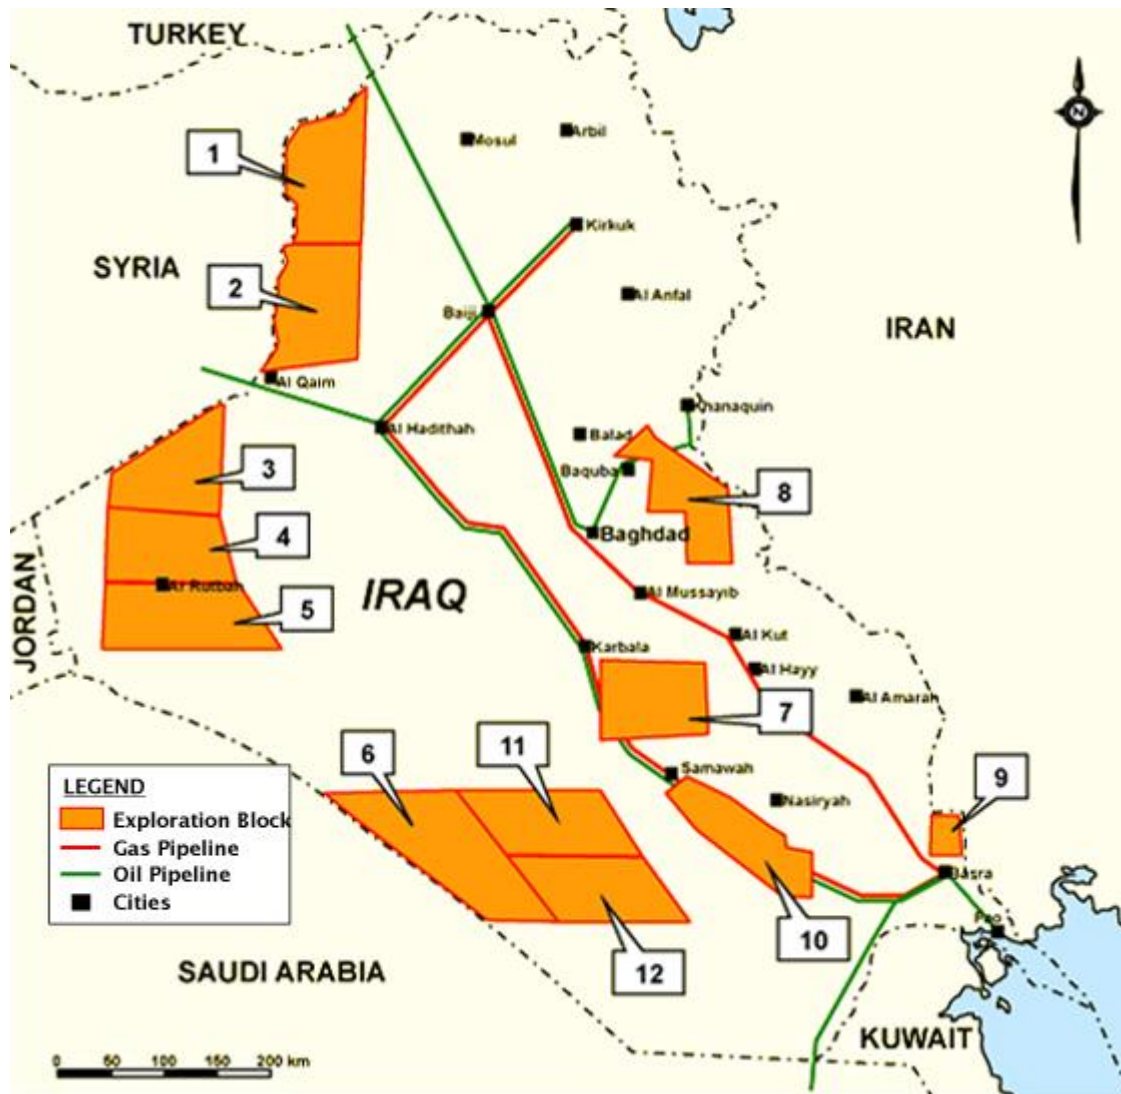 TURKEY
Mosul
Arbil
1
Kirkuk
SYRIA
2
Al Anfal
Baiji
IRAN
Al Qaim
Khanaquin
Al Hadithah
Balad
3
Baquba
8
4
Baghdad
JORDAN
Al Rutbah
IRAQ
Al Mussayib
5
Al Kut
Karbala
Al Hayy
Al Amarah
7
6
11
Samawah
9
Nasiryah
LEGEND
Exploration Block
Gas Pipeline
Oil Pipeline
Cities
Basra
Fao
10
12
SAUDI ARABIA
KUWAIT
0 50 100 150 200 km
N